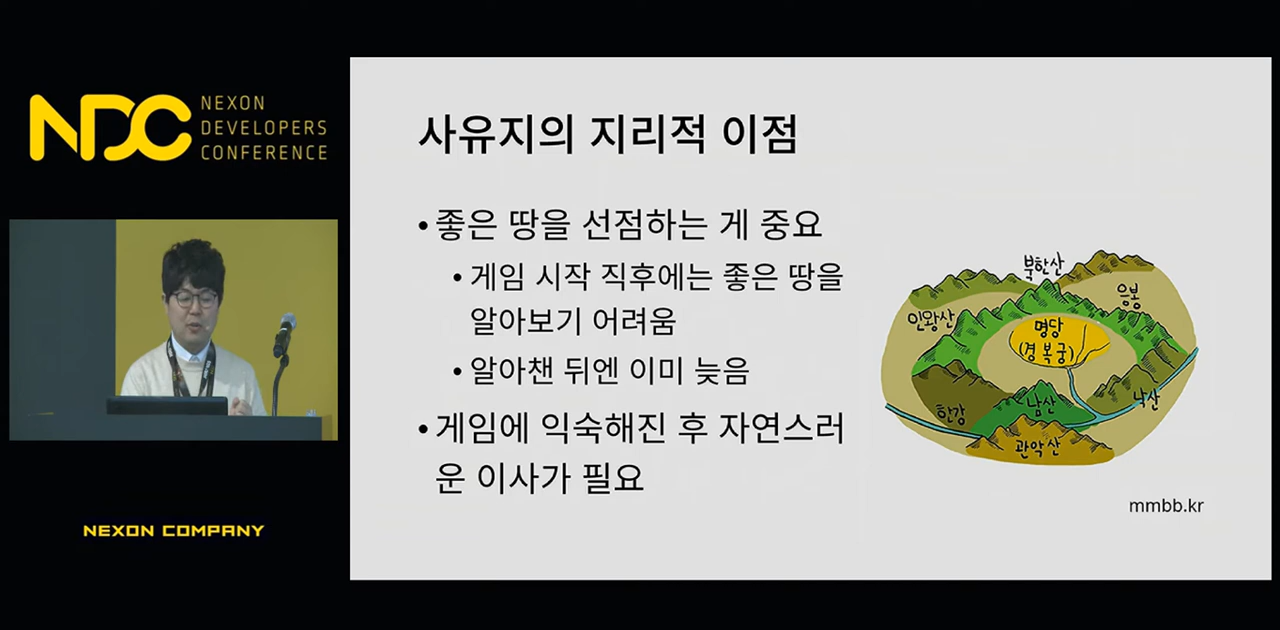 NDC
NEXON
DEVELOPERS
CONFERENCE
NEXON COMPANY
사유지의 지리적 이점
•좋은 땅을 선점하는 게 중요
•게임 시작 직후에는 좋은 땅을
알아보기 어려움
•알아챈 뒤엔 이미 늦음
•게임에 익숙해진 후 자연스러
운 이사가 필요
북한산
응봉
인왕산
명당
(경복궁)
낙산
한강
남산
관악산
mmbb.kr